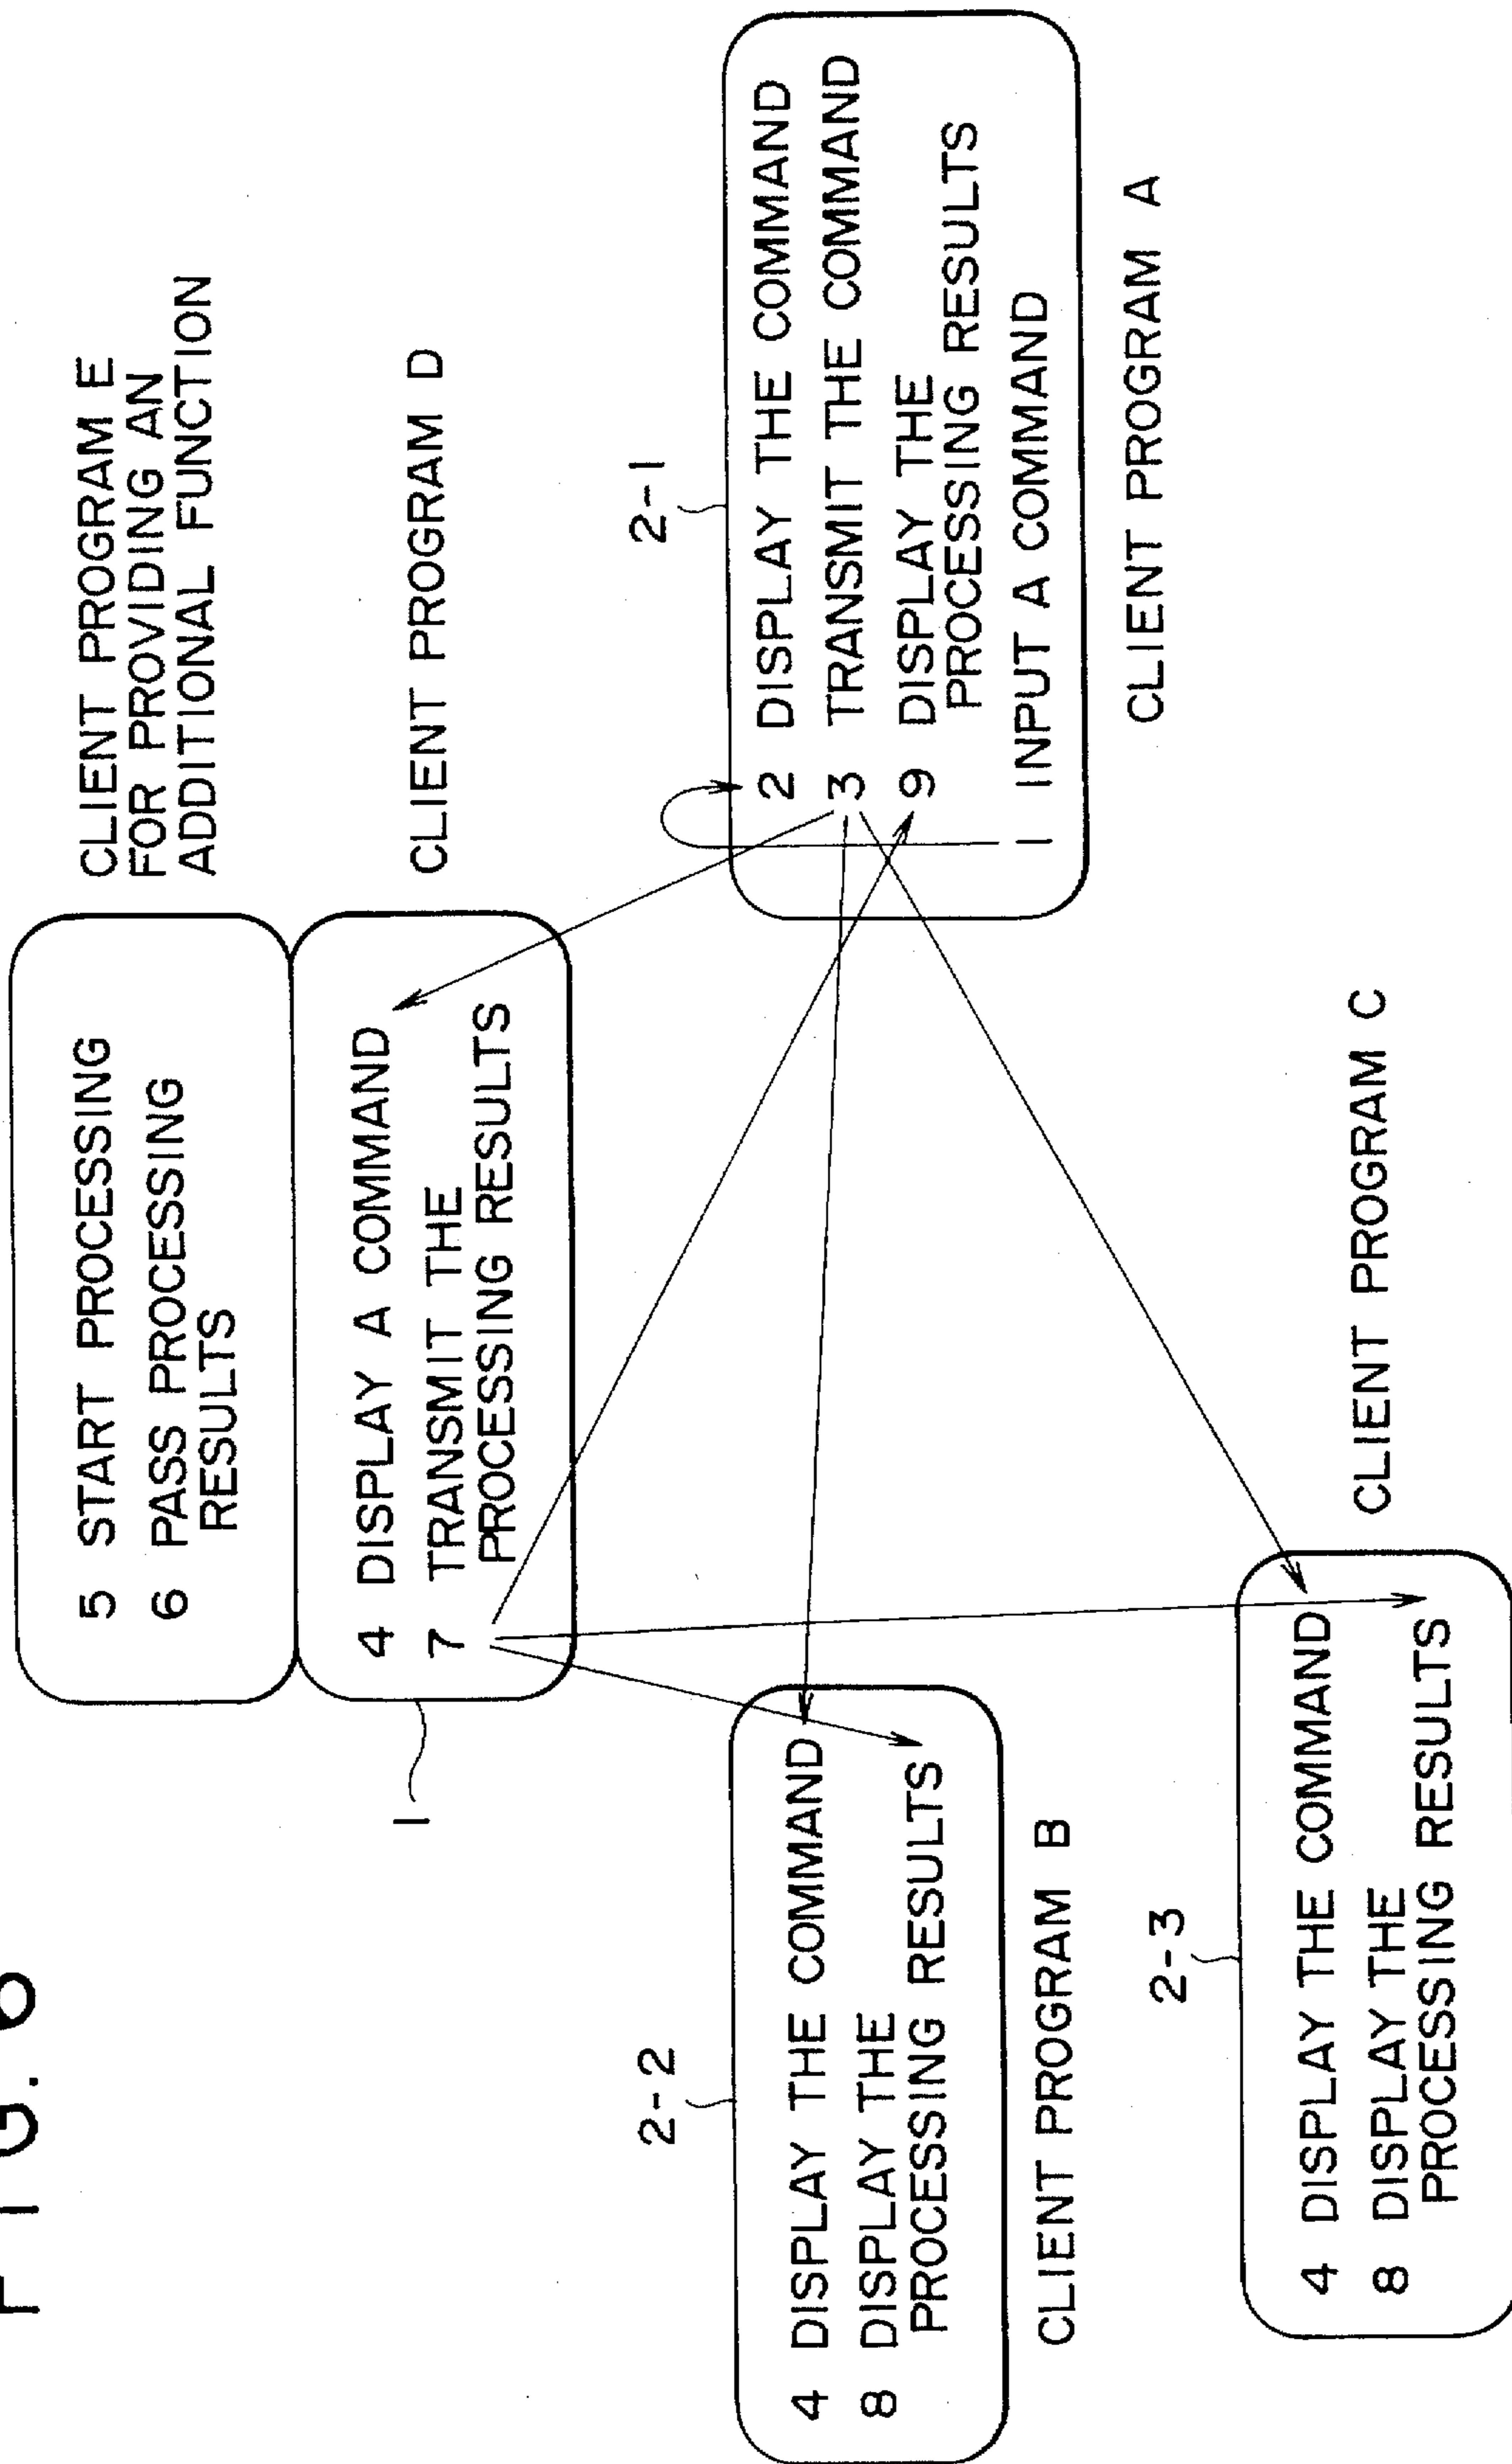 FIG.
5 START PROCESSING
6 PASS PROCESSING
RESULTS
CLIENT PROGRAM E
FOR PROVIDING AN
ADDITIONAL FUNCTION
1
4 DISPLAY A COMMAND
7 TRANSMIT THE
PROCESSING RESULTS
CLIENT PROGRAM D
2-2
4 DISPLAY THE COMMAND
8 DISPLAY THE
PROCESSING RESULTS
CLIENT PROGRAM B
2-1
2 DISPLAY THE COMMAND
3 TRANSMIT THE COMMAND
9 DISPLAY THE
PROCESSING RESULTS
1 INPUT A COMMAND
CLIENT PROGRAM A
2-3
4 DISPLAY THE COMMAND
8 DISPLAY THE
PROCESSING RESULTS
CLIENT PROGRAM C